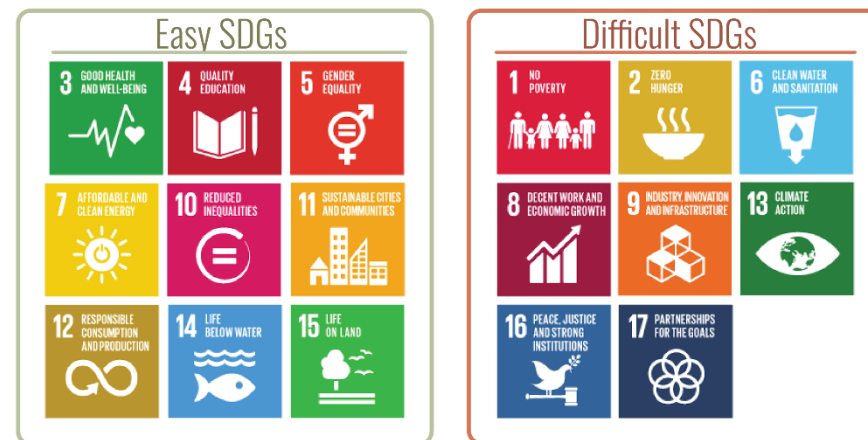 Easy SDGs
3 GOOD HEALTH
AND WELL-BEING
4 QUALITY
EDUCATION
5 GENDER
EQUALITY
7 AFFORDABLE AND
CLEAN ENERGY
10 REDUCED
INEQUALITIES
11 SUSTAINABLE CITIES
AND COMMUNITIES
12 RESPONSIBLE
CONSUMPTION
AND PRODUCTION
14 LIFE
BELOW WATER
15 LIFE
ON LAND
Difficult SDGs
1 NO
POVERTY
2 ZERO
HUNGER
6 CLEAN WATER
AND SANITATION
8 DECENT WORK AND
ECONOMIC GROWTH
9 INDUSTRY, INNOVATION
AND INFRASTRUCTURE
13 CLIMATE
ACTION
16 PEACE, JUSTICE
AND STRONG
INSTITUTIONS
17 PARTNERSHIPS
FOR THE GOALS